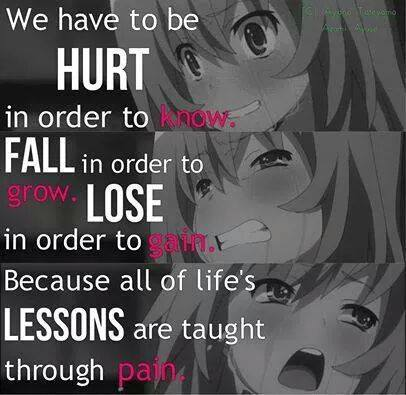 We have to be
HURT
in order to know.
FALL in order to
grow. LOSE
in order to gain.
Because all of life's
LESSONS are taught
through pain.